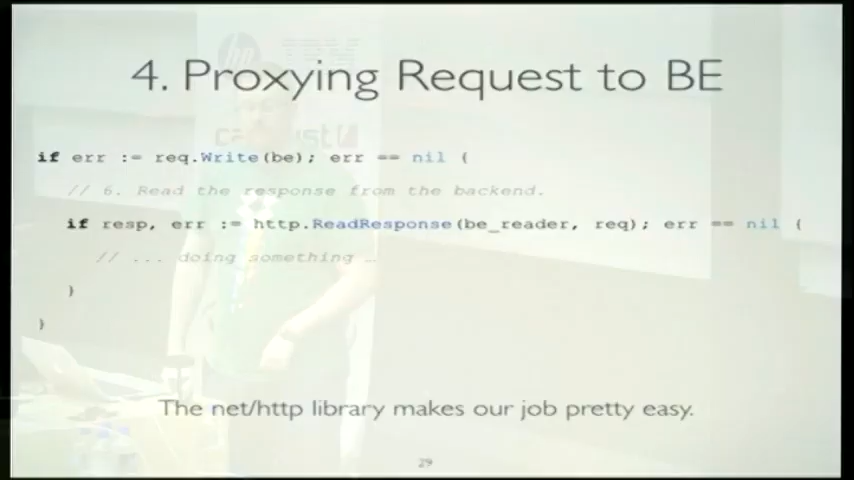 4. Proxying Request to BE
if err := req.Write(be); err == nil {
// 6. Read the response from the backend.
if resp, err := http.ReadResponse(be_reader, req); err == nil {
// ... doing something …
}
}
The net/http library makes our job pretty easy.
29